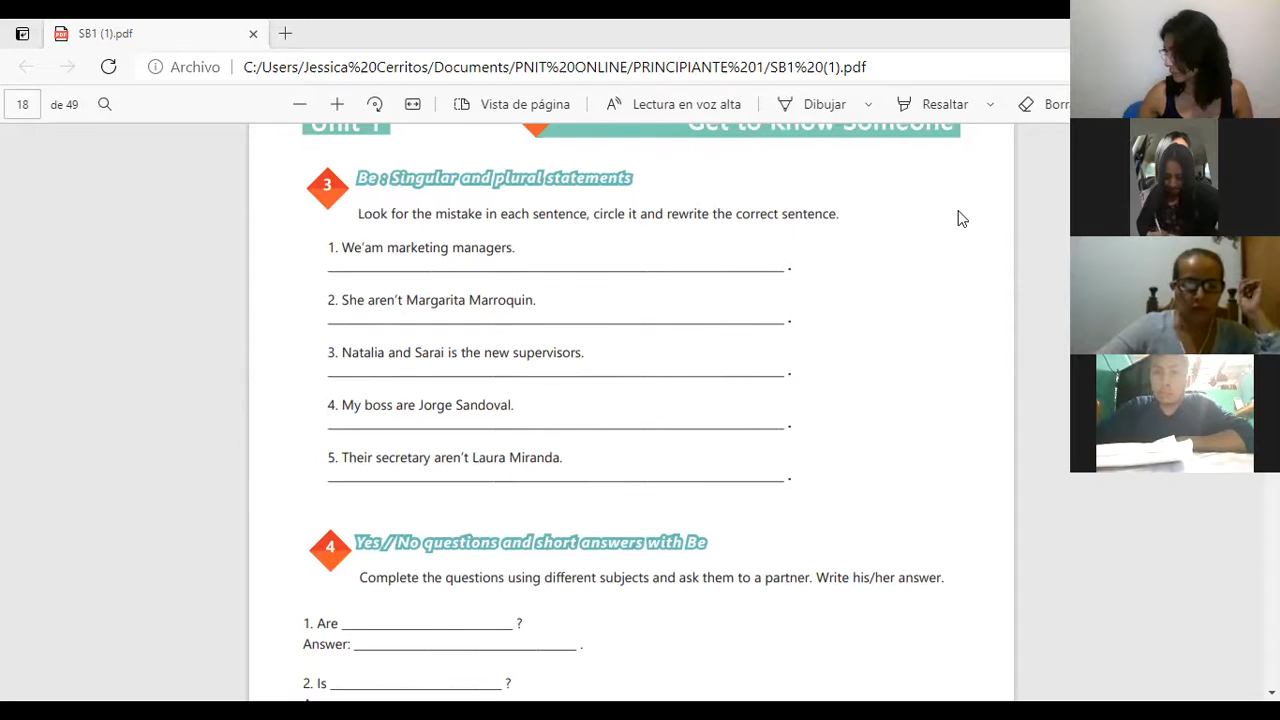 SB1 (1).pdf
Archivo C:/Users/Jessica%20Cerritos/Documents/PNIT%20ONLINE/PRINCIPIANTE%201/SB1%20(1).pdf
18 de 49 Vista de página Lectura en voz alta Dibujar Resaltar Borr
Unit 1 Get to Know Someone
3 Be : Singular and plural statements
Look for the mistake in each sentence, circle it and rewrite the correct sentence.
1. We'am marketing managers.
.
2. She aren't Margarita Marroquin.
.
3. Natalia and Sarai is the new supervisors.
.
4. My boss are Jorge Sandoval.
.
5. Their secretary aren't Laura Miranda.
.
4 Yes / No questions and short answers with Be
Complete the questions using different subjects and ask them to a partner. Write his/her answer.
1. Are ______________________ ?
Answer: ____________________________ .
2. Is ______________________ ?